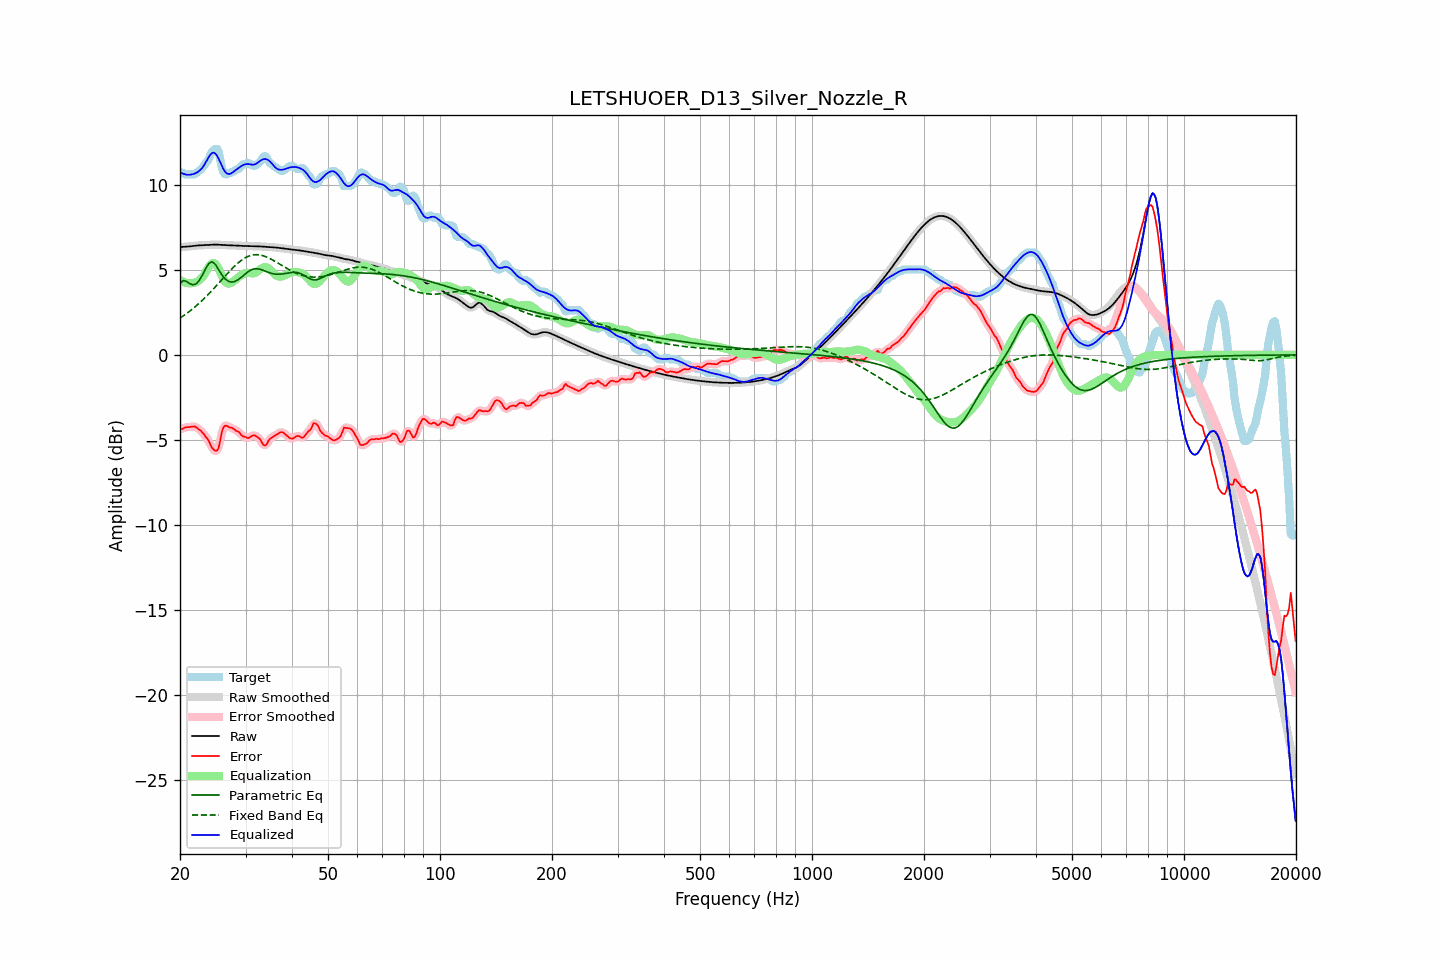 LETSHUOER_D13_Silver_Nozzle_R
Amplitude (dBr)
10
5
0
−5
−10
−15
−20
−25
Target
Raw Smoothed
Error Smoothed
Raw
Error
Equalization
Parametric Eq
Fixed Band Eq
Equalized
20 50 100 200 500 1000 2000 5000 10000 20000
Frequency (Hz)